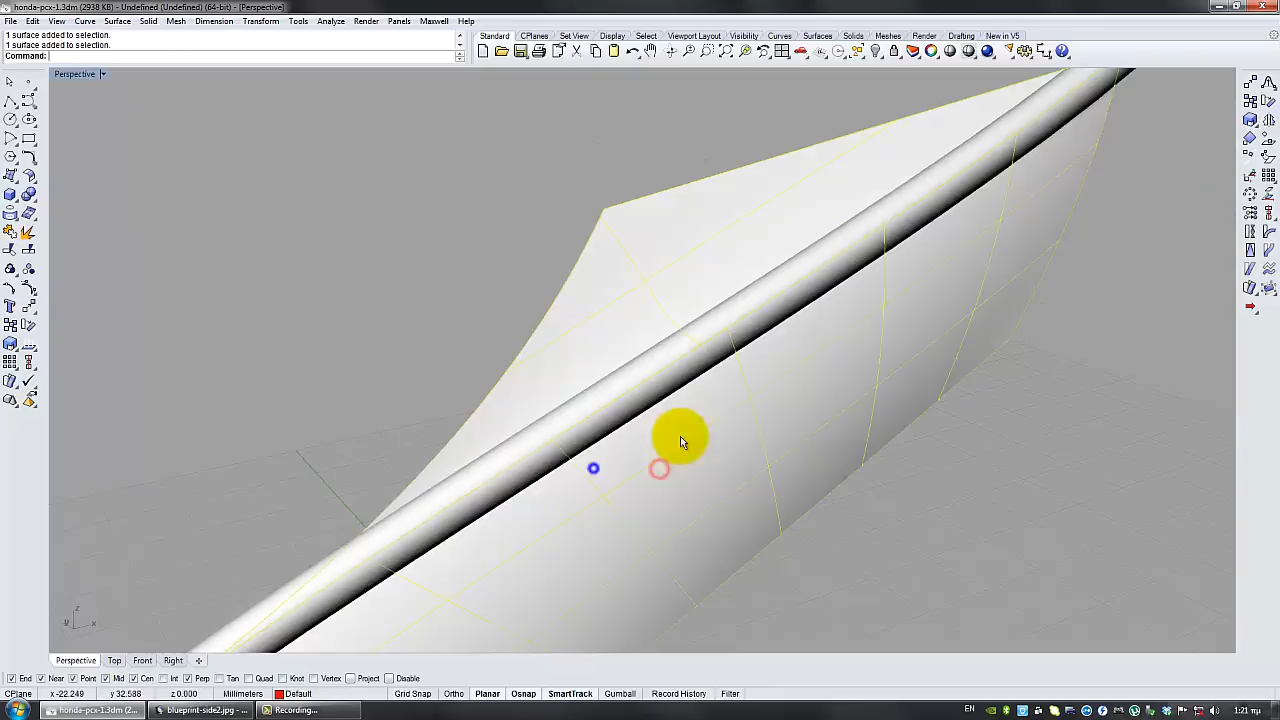 honda-pcx-1.3dm (2938 KB) - Undefined (Undefined) (64-bit) - [Perspective]
File Edit View Curve Surface Solid Mesh Dimension Transform Tools Analyze Render Panels Maxwell Help
1 surface added to selection.
1 surface added to selection.
Command:
Standard CPlanes Set View Display Select Viewport Layout Visibility Curves Surfaces Solids Meshes Render Drafting New in V5
Perspective
z
y x
Perspective Top Front Right
End Near Point Mid Cen Int Perp Tan Quad Knot Vertex Project Disable
CPlane x -22.249 y 32.588 z 0.000 Millimeters Default Grid Snap Ortho Planar Osnap SmartTrack Gumball Record History Filter
honda-pcx-1.3dm (2... blueprint-side2.jpg - ... Recording... EN 1:21 πμ